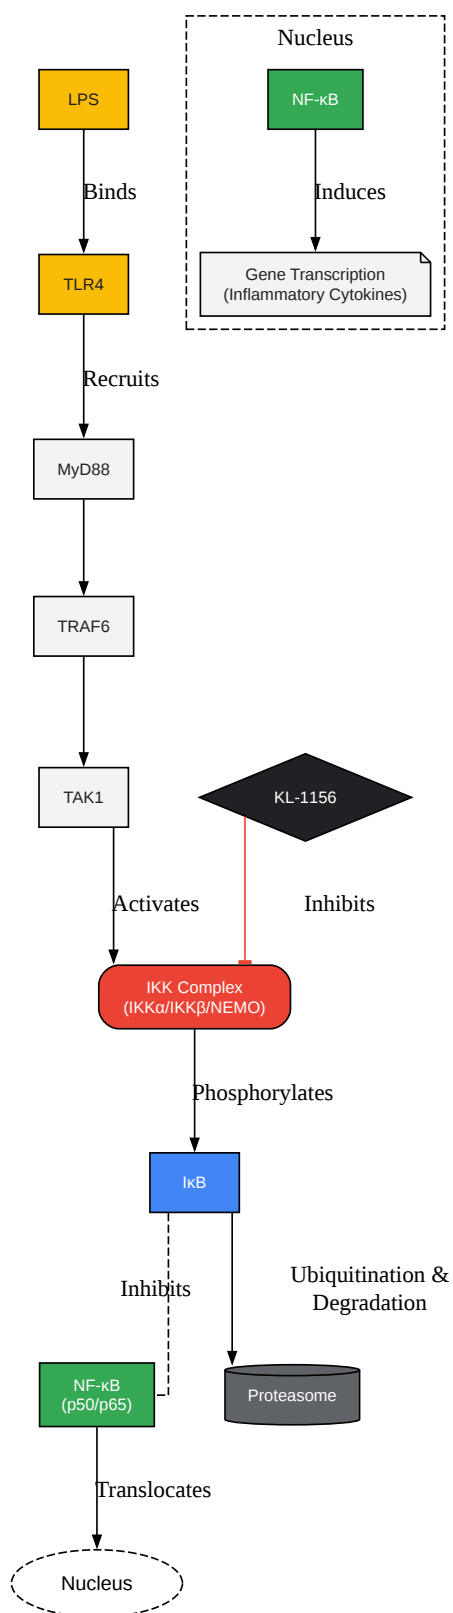 Nucleus
LPS
NF-κB
Binds
Induces
TLR4
Gene Transcription
(Inflammatory Cytokines)
Recruits
MyD88
TRAF6
TAK1
KL-1156
Activates
Inhibits
IKK Complex
(IKKα/IKKβ/NEMO)
Phosphorylates
IκB
Inhibits
Ubiquitination &
Degradation
NF-κB
(p50/p65)
Proteasome
Translocates
Nucleus